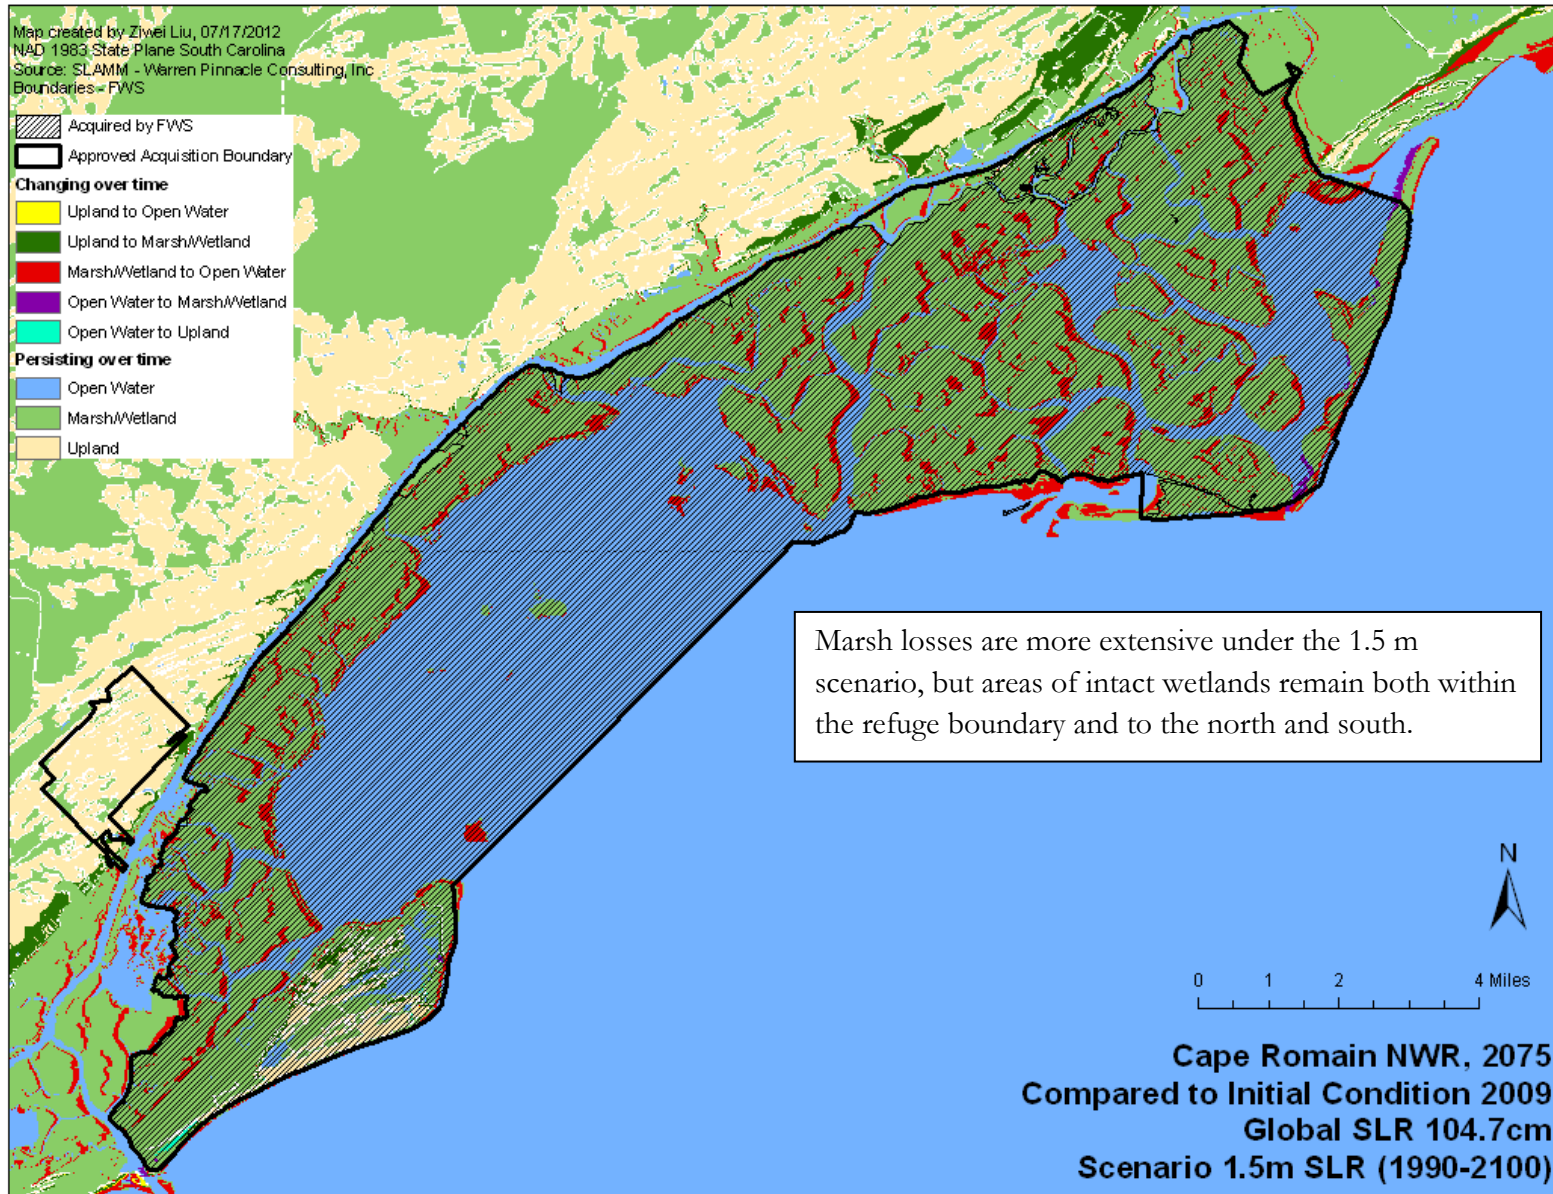 Map created by Ziwei Liu, 07/17/2012
NAD 1983 State Plane South Carolina
Source: SLAMM - Warren Pinnacle Consulting, Inc
Boundaries - FWS
Acquired by FWS
Approved Acquisition Boundary
Changing over time
Upland to Open Water
Upland to Marsh/Wetland
Marsh/Wetland to Open Water
Open Water to Marsh/Wetland
Open Water to Upland
Persisting over time
Open Water
Marsh/Wetland
Upland
Marsh losses are more extensive under the 1.5 m
scenario, but areas of intact wetlands remain both within
the refuge boundary and to the north and south.
N
0 1 2 4 Miles
Cape Romain NWR, 2075
Compared to Initial Condition 2009
Global SLR 104.7cm
Scenario 1.5m SLR (1990-2100)